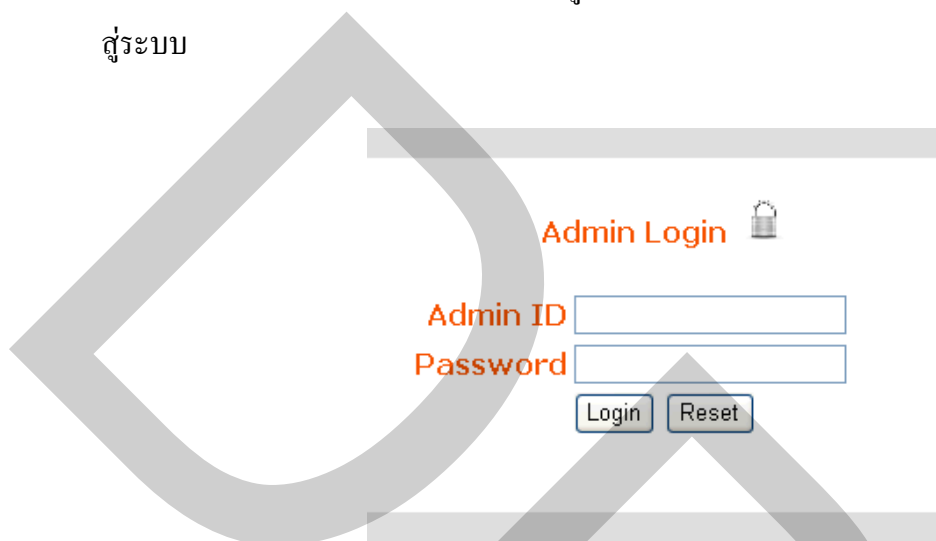 สู่ระบบ
Admin Login
Admin ID
Password
Login Reset